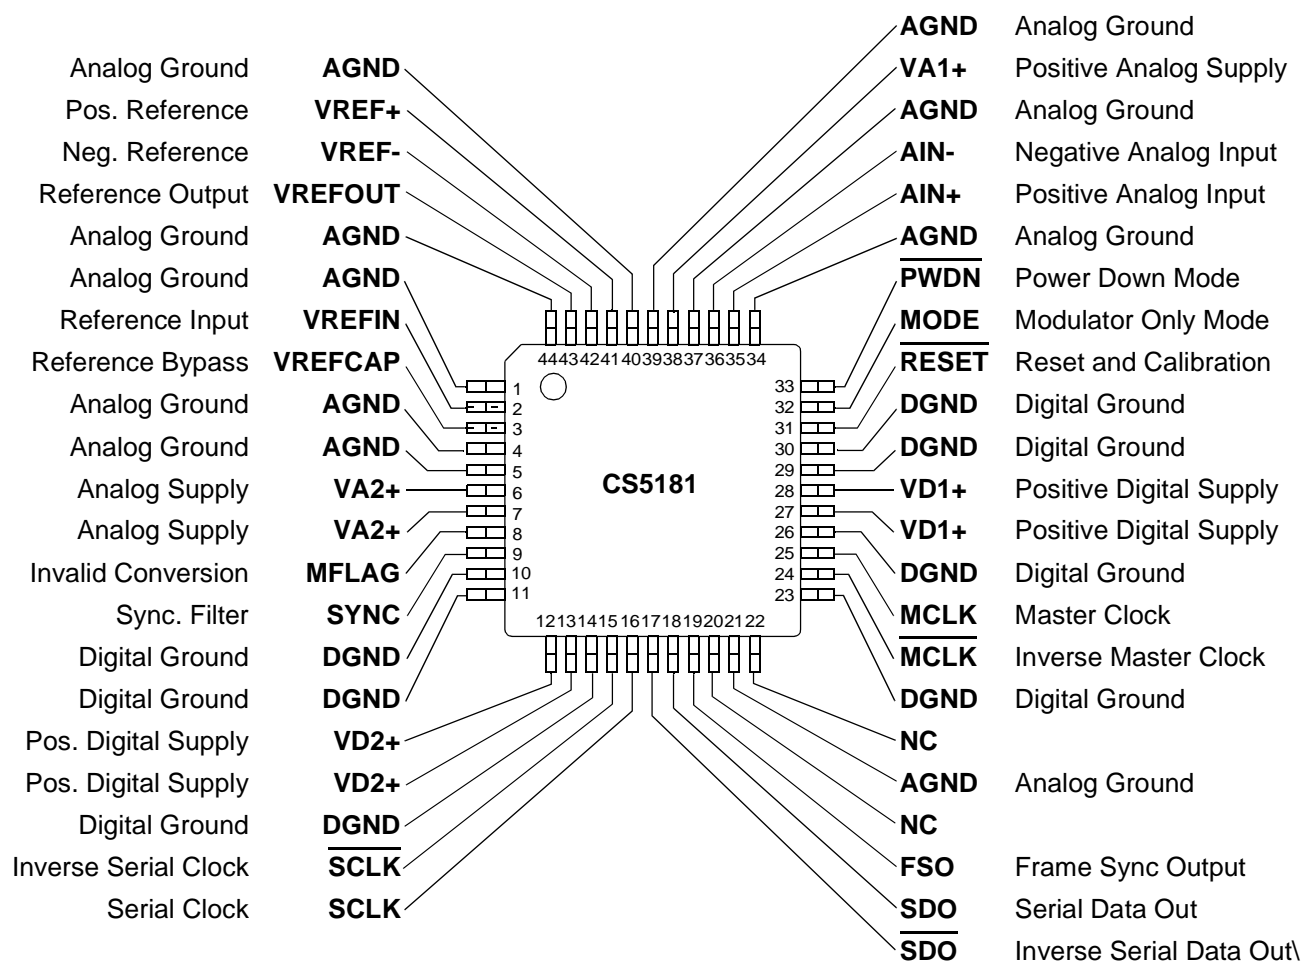 AGND Analog Ground
Analog Ground AGND VA1+ Positive Analog Supply
Pos. Reference VREF+ AGND Analog Ground
Neg. Reference VREF- AIN- Negative Analog Input
Reference Output VREFOUT AIN+ Positive Analog Input
Analog Ground AGND AGND Analog Ground
Analog Ground AGND P̅W̅D̅N̅ Power Down Mode
Reference Input VREFIN MODE Modulator Only Mode
Reference Bypass VREFCAP 44 43 42 41 40 39 38 37 36 35 34 R̅E̅S̅E̅T̅ Reset and Calibration
1 33
Analog Ground AGND 2 32 DGND Digital Ground
3 31
Analog Ground AGND 4 30 DGND Digital Ground
5 29
Analog Supply VA2+ 6 CS5181 28 VD1+ Positive Digital Supply
7 27
Analog Supply VA2+ 8 26 VD1+ Positive Digital Supply
9 25
Invalid Conversion MFLAG 10 24 DGND Digital Ground
11 23
Sync. Filter SYNC 12 13 14 15 16 17 18 19 20 21 22 MCLK Master Clock
Digital Ground DGND M̅C̅L̅K̅ Inverse Master Clock
Digital Ground DGND DGND Digital Ground
Pos. Digital Supply VD2+ NC
Pos. Digital Supply VD2+ AGND Analog Ground
Digital Ground DGND NC
Inverse Serial Clock S̅C̅L̅K̅ FSO Frame Sync Output
Serial Clock SCLK SDO Serial Data Out
S̅D̅O̅ Inverse Serial Data Out\